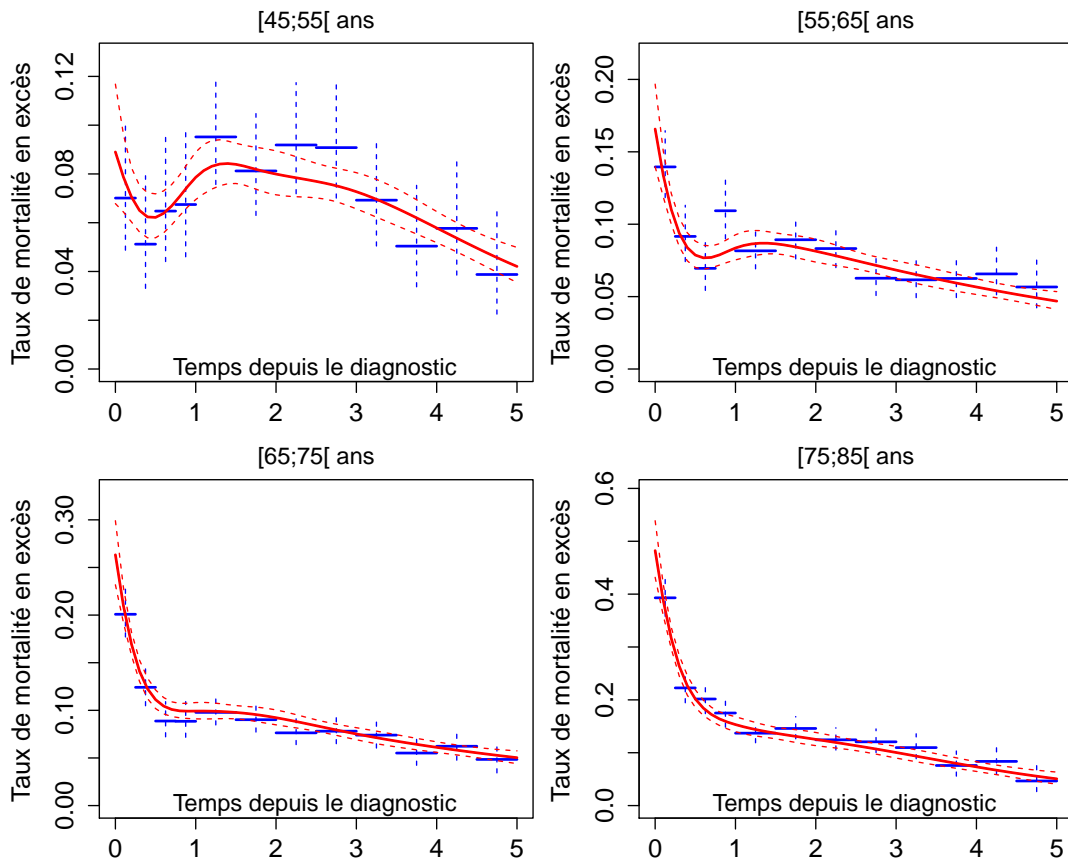 [45;55[ ans
Taux de mortalité en excès
0.00 0.04 0.08 0.12
Temps depuis le diagnostic
0 1 2 3 4 5
[55;65[ ans
Taux de mortalité en excès
0.00 0.05 0.10 0.15 0.20
Temps depuis le diagnostic
0 1 2 3 4 5
[65;75[ ans
Taux de mortalité en excès
0.00 0.10 0.20 0.30
Temps depuis le diagnostic
0 1 2 3 4 5
[75;85[ ans
Taux de mortalité en excès
0.0 0.2 0.4 0.6
Temps depuis le diagnostic
0 1 2 3 4 5